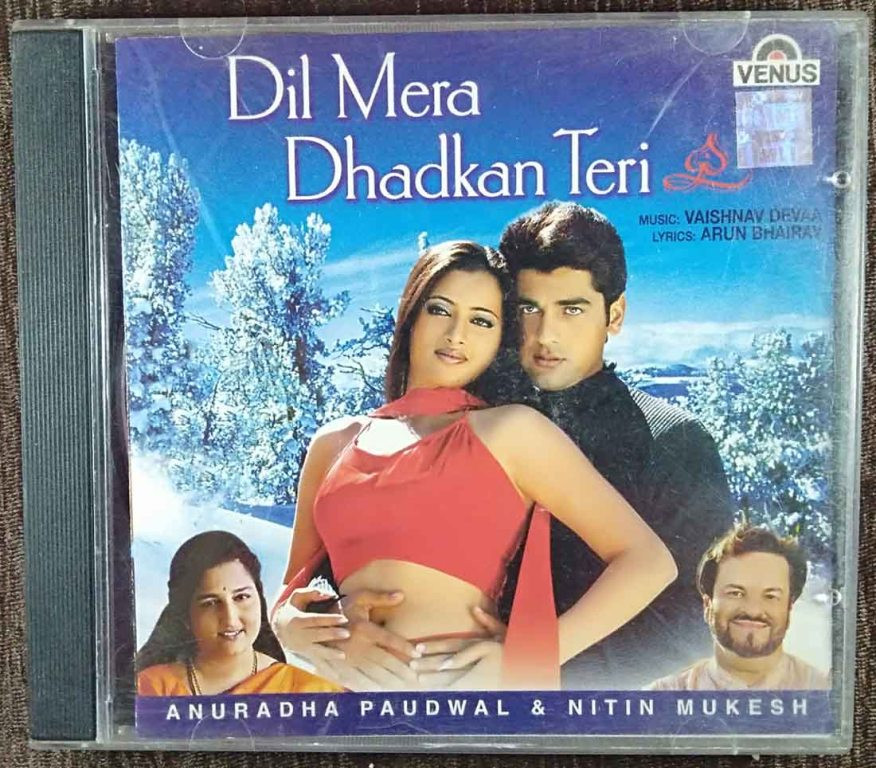 Dil Mera
Dhadkan Teri
VENUS
MUSIC: VAISHNAV DEVAA
LYRICS: ARUN BHAIRAV
ANURADHA PAUDWAL & NITIN MUKESH